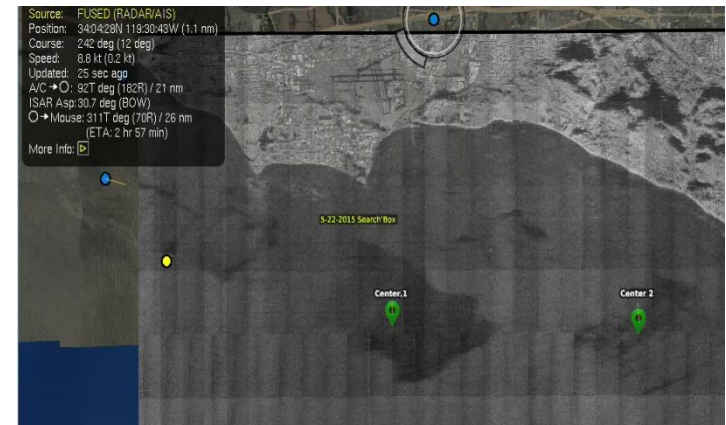 Source: FUSED (RADAR/AIS)
Position: 34:04:28N 119:30:43W (1.1 nm)
Course: 242 deg (12 deg)
Speed: 8.8 kt (0.2 kt)
Updated: 25 sec ago
A/C➔O: 92T deg (182R) / 21 nm
ISAR Asp:30.7 deg (BOW)
O➔Mouse: 311T deg (70R) / 26 nm
(ETA: 2 hr 57 min)
More Info:
5-22-2015 Search Box
Center,1
Center 2